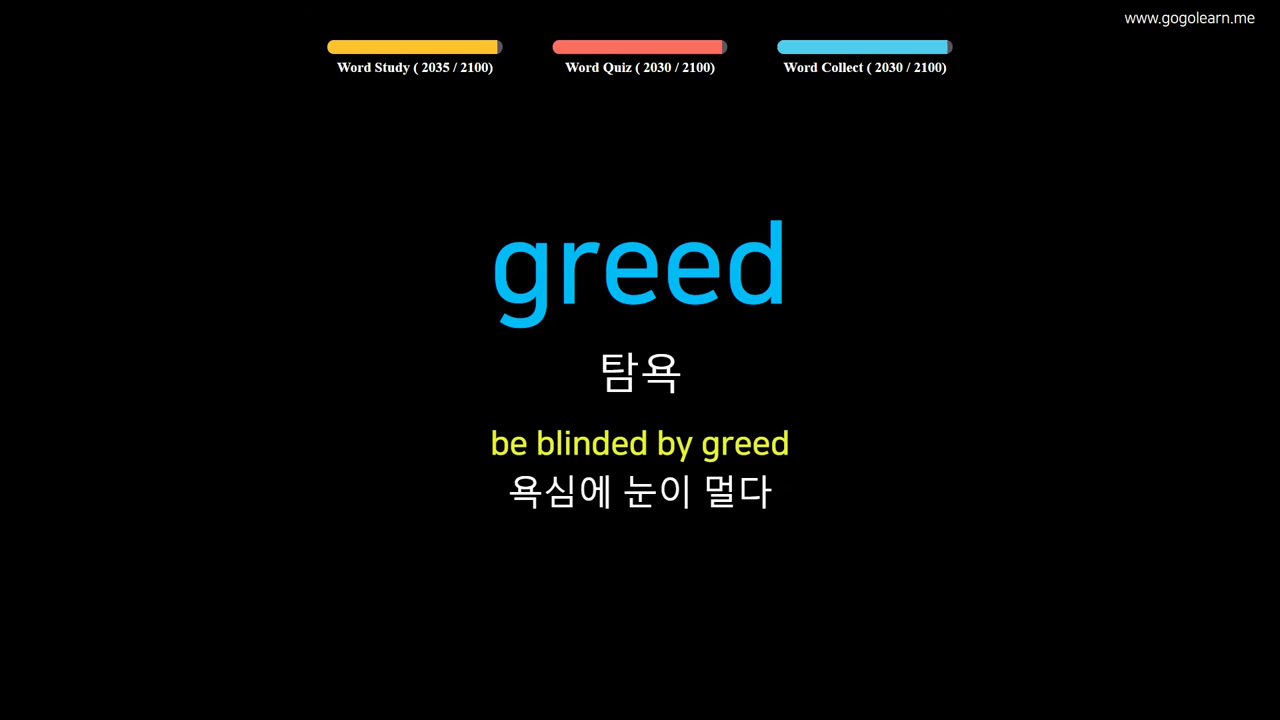 www.gogolearn.me
Word Study ( 2035 / 2100)
Word Quiz ( 2030 / 2100)
Word Collect ( 2030 / 2100)
greed
탐욕
be blinded by greed
욕심에 눈이 멀다